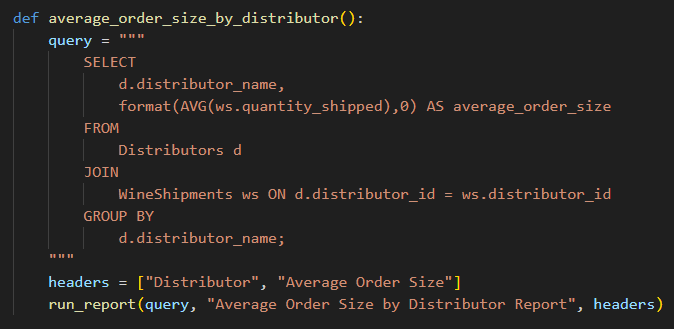 def average_order_size_by_distributor():
    query = """
        SELECT
            d.distributor_name,
            format(AVG(ws.quantity_shipped),0) AS average_order_size
        FROM
            Distributors d
        JOIN
            WineShipments ws ON d.distributor_id = ws.distributor_id
        GROUP BY
            d.distributor_name;
    """
    headers = ["Distributor", "Average Order Size"]
    run_report(query, "Average Order Size by Distributor Report", headers)